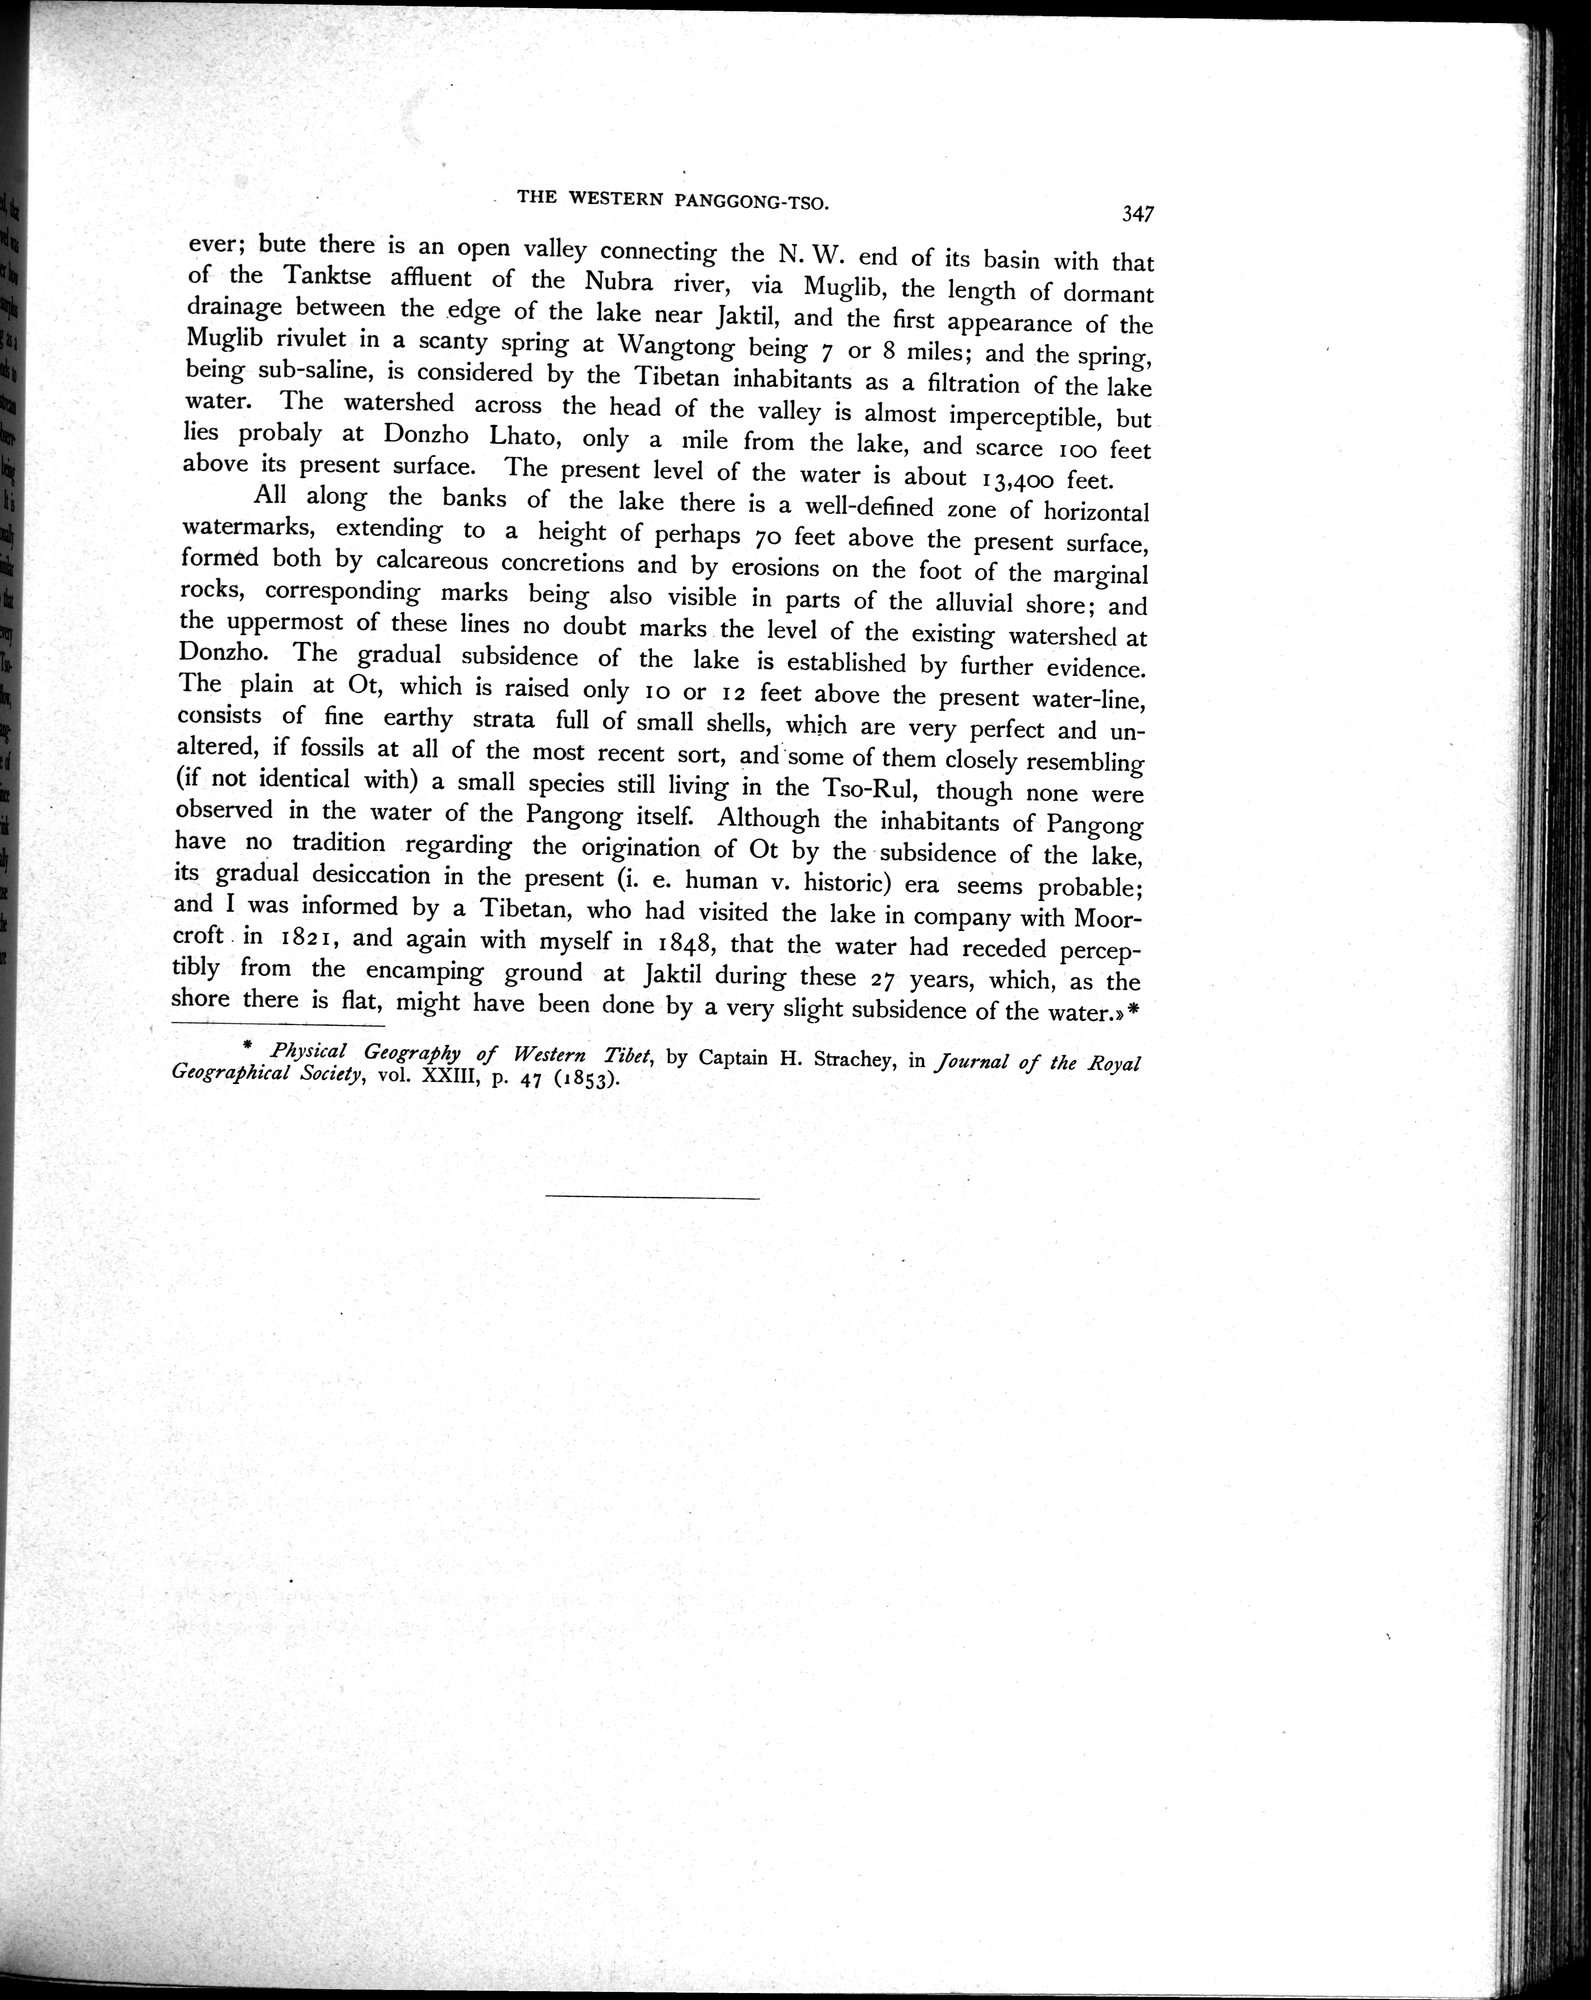 THE WESTERN PANGGONG-TSO.
347
ever; bute there is an open valley connecting the N. W. end of its basin with that
of the Tanktse affluent of the Nubra river, via Muglib, the length of dormant
drainage between the edge of the lake near Jaktil, and the first appearance of the
Muglib rivulet in a scanty spring at Wangtong being 7 or 8 miles; and the spring,
being sub-saline, is considered by the Tibetan inhabitants as a filtration of the lake
water. The watershed across the head of the valley is almost imperceptible, but
lies probaly at Donzho Lhato, only a mile from the lake, and scarce 100 feet
above its present surface. The present level of the water is about 13,400 feet.
All along the banks of the lake there is a well-defined zone of horizontal
watermarks, extending to a height of perhaps 70 feet above the present surface,
formed both by calcareous concretions and by erosions on the foot of the marginal
rocks, corresponding marks being also visible in parts of the alluvial shore; and
the uppermost of these lines no doubt marks the level of the existing watershed at
Donzho. The gradual subsidence of the lake is established by further evidence.
The plain at Ot, which is raised only 10 or 12 feet above the present water-line,
consists of fine earthy strata full of small shells, which are very perfect and un-
altered, if fossils at all of the most recent sort, and some of them closely resembling
(if not identical with) a small species still living in the Tso-Rul, though none were
observed in the water of the Pangong itself. Although the inhabitants of Pangong
have no tradition regarding the origination of Ot by the subsidence of the lake,
its gradual desiccation in the present (i. e. human v. historic) era seems probable;
and I was informed by a Tibetan, who had visited the lake in company with Moor-
croft in 1821, and again with myself in 1848, that the water had receded percep-
tibly from the encamping ground at Jaktil during these 27 years, which, as the
shore there is flat, might have been done by a very slight subsidence of the water.»*
* Physical Geography of Western Tibet, by Captain H. Strachey, in Journal of the Royal
Geographical Society, vol. XXIII, p. 47 (1853).